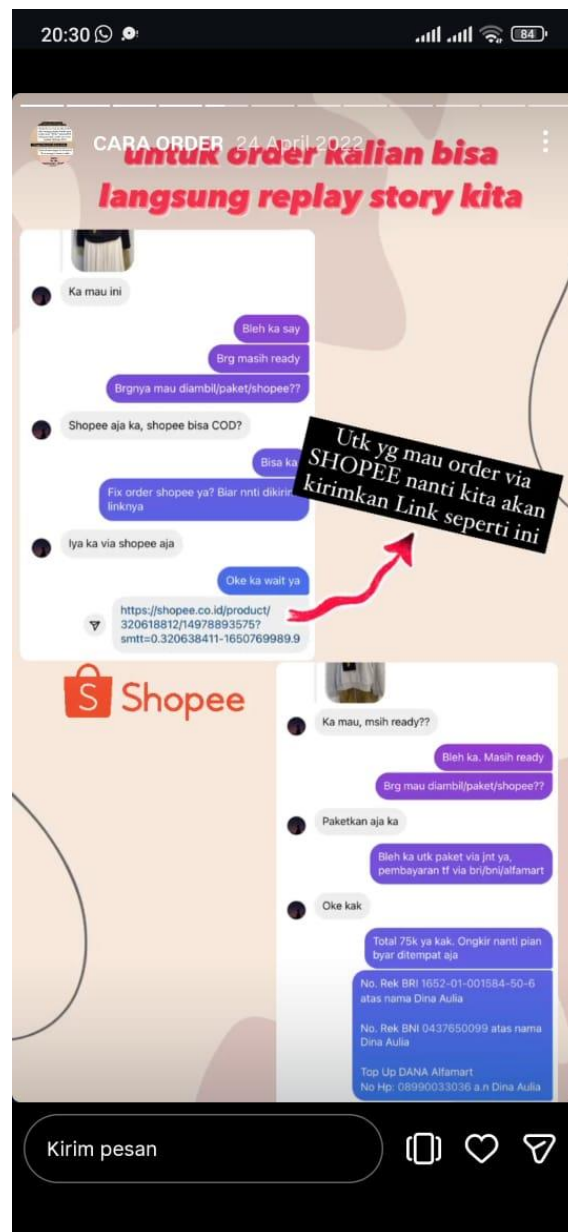 20:30
84
CARA ORDER 24 April 2022
untuk order kalian bisa
langsung replay story kita
Ka mau ini
Bleh ka say
Brg masih ready
Brgnya mau diambil/paket/shopee??
Shopee aja ka, shopee bisa COD?
Bisa ka
Fix order shopee ya? Biar nnti dikirim
linknya
Iya ka via shopee aja
Oke ka wait ya
https://shopee.co.id/product/
320618812/14978893575?
smtt=0.320638411-1650769989.9
Utk yg mau order via
SHOPEE nanti kita akan
kirimkan Link seperti ini
S Shopee
Ka mau, msih ready??
Bleh ka. Masih ready
Brg mau diambil/paket/shopee??
Paketkan aja ka
Bleh ka utk paket via jnt ya,
pembayaran tf via bri/bni/alfamart
Oke kak
Total 75k ya kak. Ongkir nanti pian
byar ditempat aja
No. Rek BRI 1652-01-001584-50-6
atas nama Dina Aulia
No. Rek BNI 0437650099 atas nama
Dina Aulia
Top Up DANA Alfamart
No Hp: 08990033036 a.n Dina Aulia
Kirim pesan